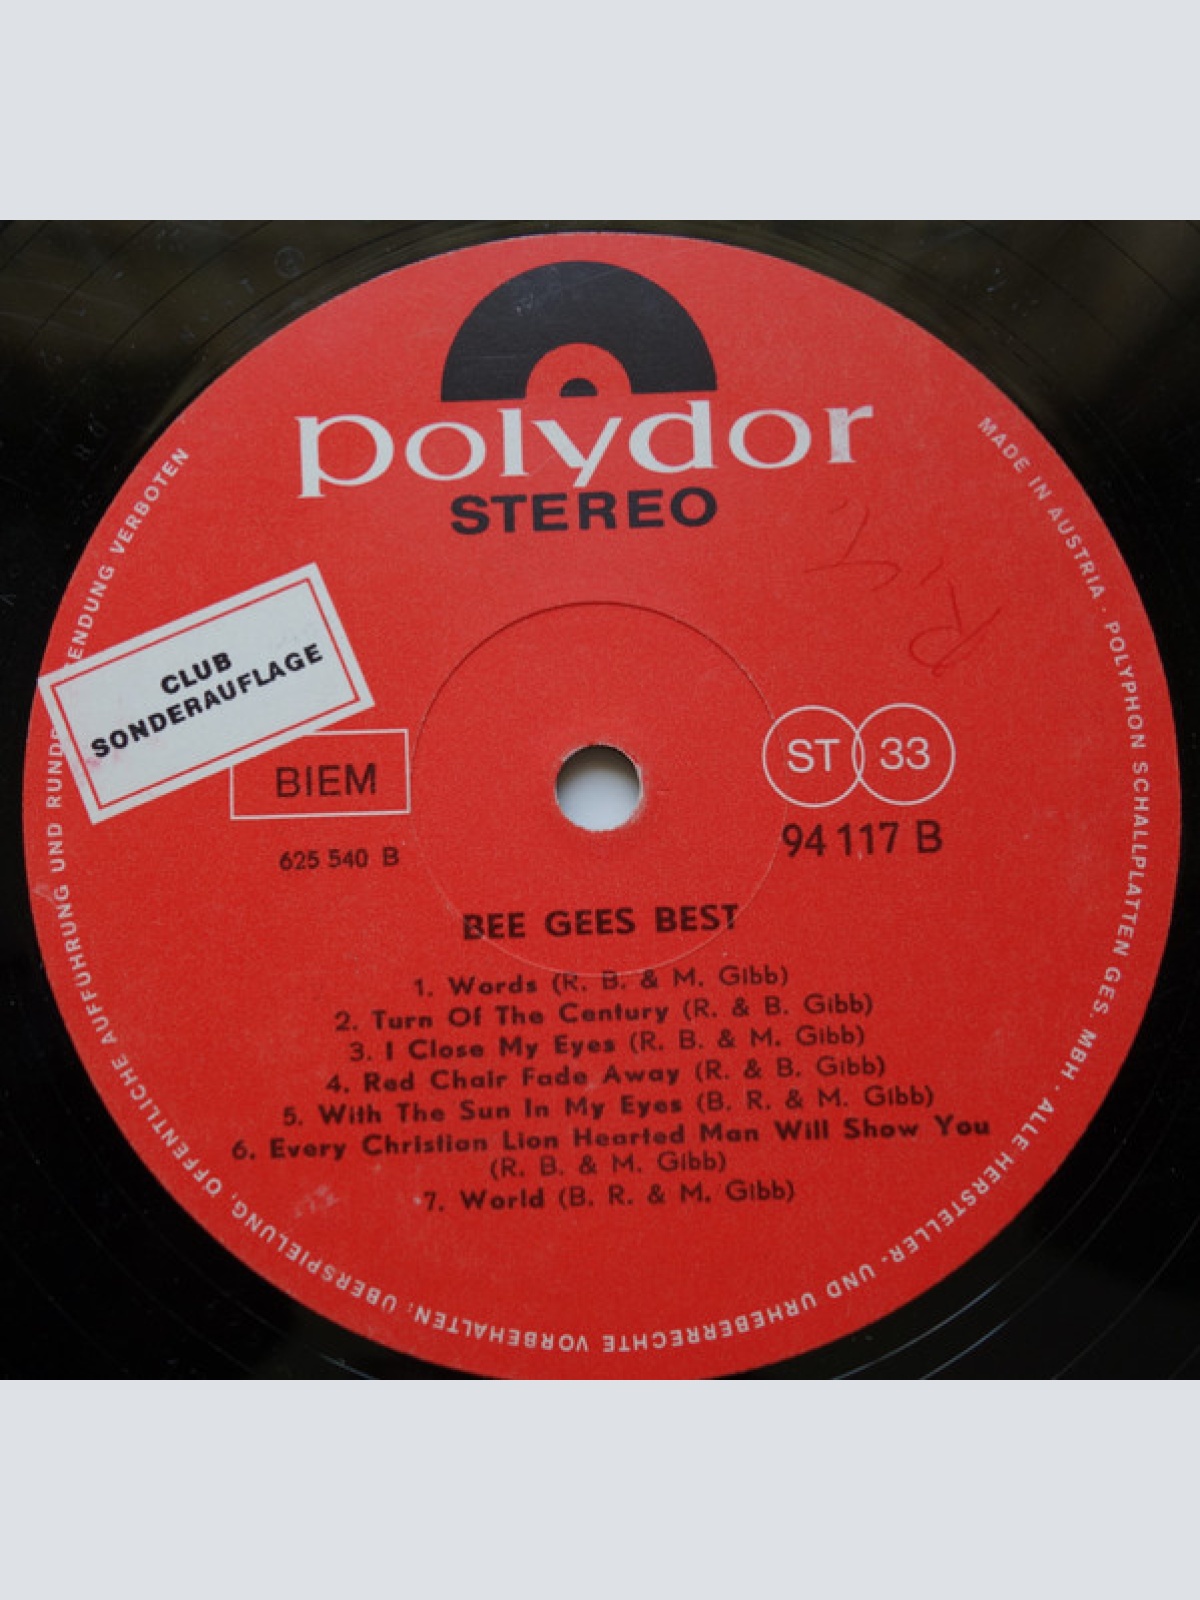 polydor
STEREO
CLUB
SONDERAUFLAGE
BIEM
ST 33
625 540 B
94 117 B
BEE GEES BEST
1. Words (R. B. & M. Gibb)
2. Turn Of The Century (R. & B. Gibb)
3. I Close My Eyes (R. B. & M. Gibb)
4. Red Chair Fade Away (R. & B. Gibb)
5. With The Sun In My Eyes (B. R. & M. Gibb)
6. Every Christian Lion Hearted Man Will Show You
(R. B. & M. Gibb)
7. World (B. R. & M. Gibb)
MADE IN AUSTRIA · POLYPHON SCHALLPLATTEN GES. MBH · ALLE HERSTELLER- UND URHEBERRECHTE VORBEHALTEN; ÜBERSPIELUNG, ÖFFENTLICHE AUFFÜHRUNG UND VERBOTEN